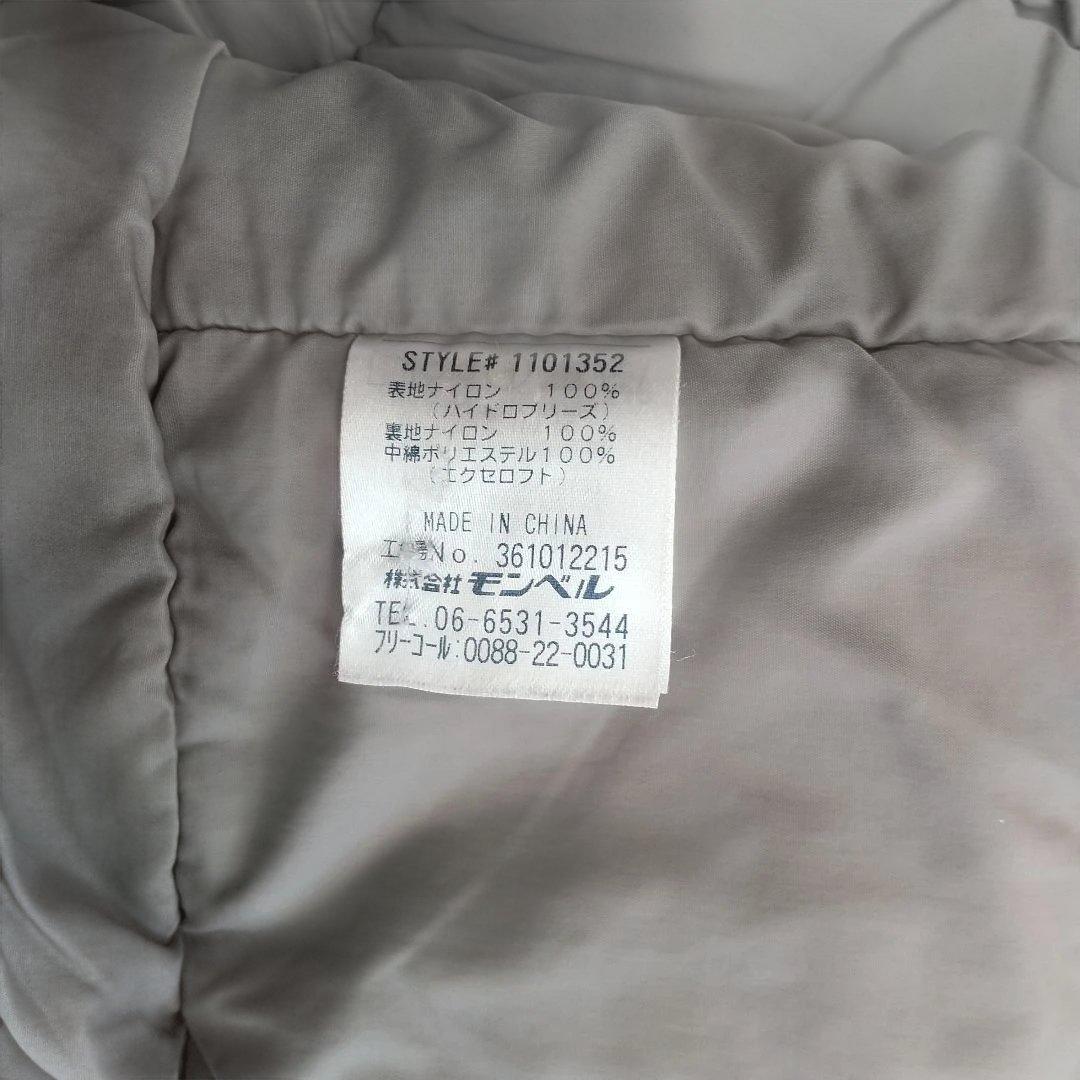 STYLE# 1101352
表地ナイロン 100%
(ハイドロブリーズ)
裏地ナイロン 100%
中綿ポリエステル100%
(エクセロフト)
MADE IN CHINA
No. 361012215
株式会社 モンベル
TEL.06-6531-3544
フリーコール:0088-22-0031